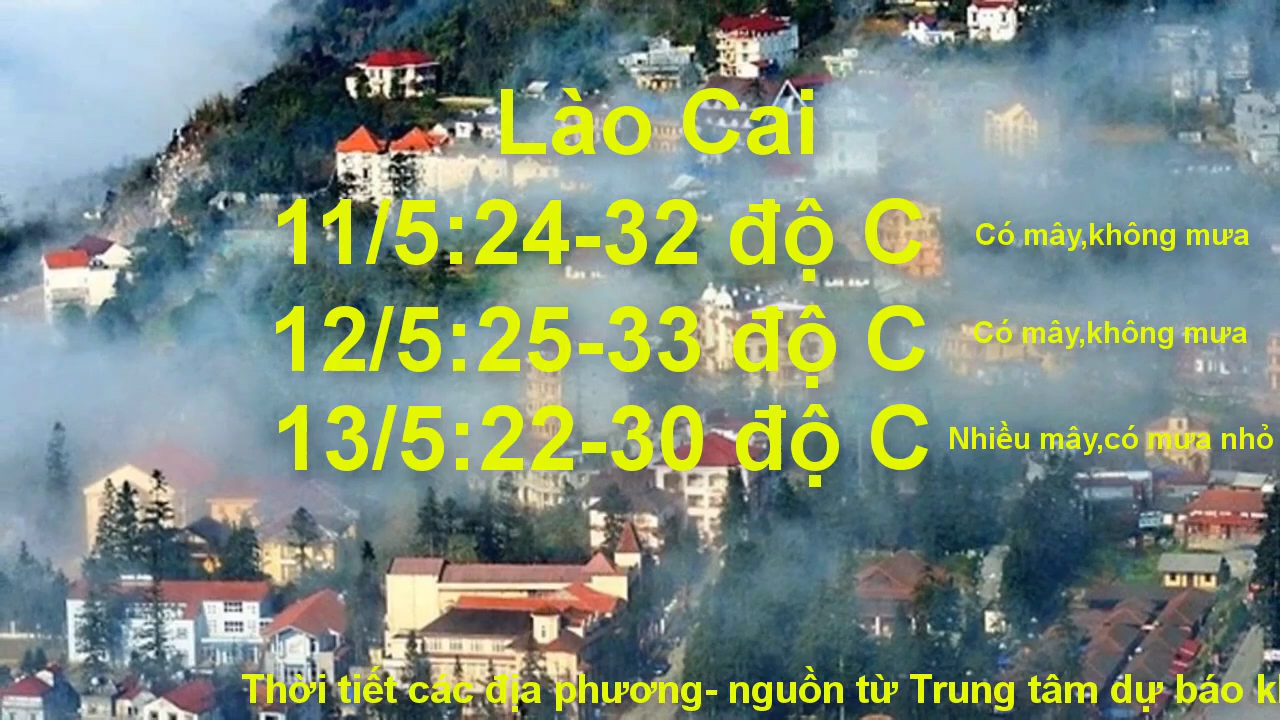 Lào Cai
11/5:24-32 độ C
Có mây,không mưa
12/5:25-33 độ C
Có mây,không mưa
13/5:22-30 độ C
Nhiều mây,có mưa nhỏ
Thời tiết các địa phương- nguồn từ Trung tâm dự báo